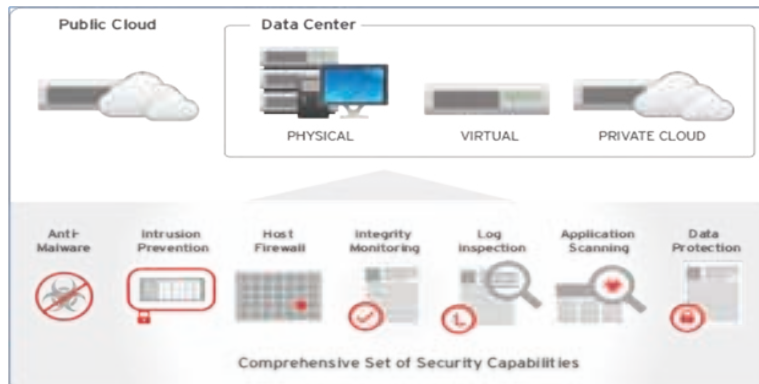 Public Cloud
Data Center
PHYSICAL
VIRTUAL
PRIVATE CLOUD
Anti-
Malware
Intrusion
Prevention
Host
Firewall
Integrity
Monitoring
Log
Inspection
Application
Scanning
Data
Protection
Comprehensive Set of Security Capabilities